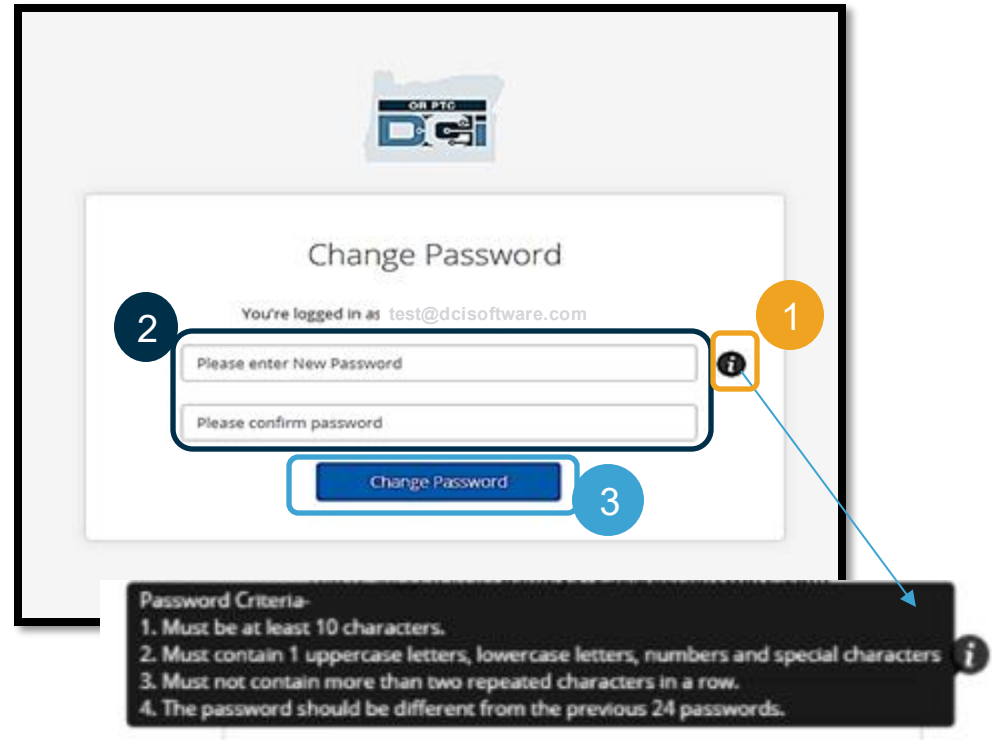 OR PTC
DCi
Change Password
You're logged in as test@dcisoftware.com
1
2
Please enter New Password
i
Please confirm password
Change Password
3
Password Criteria-
1. Must be at least 10 characters.
2. Must contain 1 uppercase letters, lowercase letters, numbers and special characters
i
3. Must not contain more than two repeated characters in a row.
4. The password should be different from the previous 24 passwords.